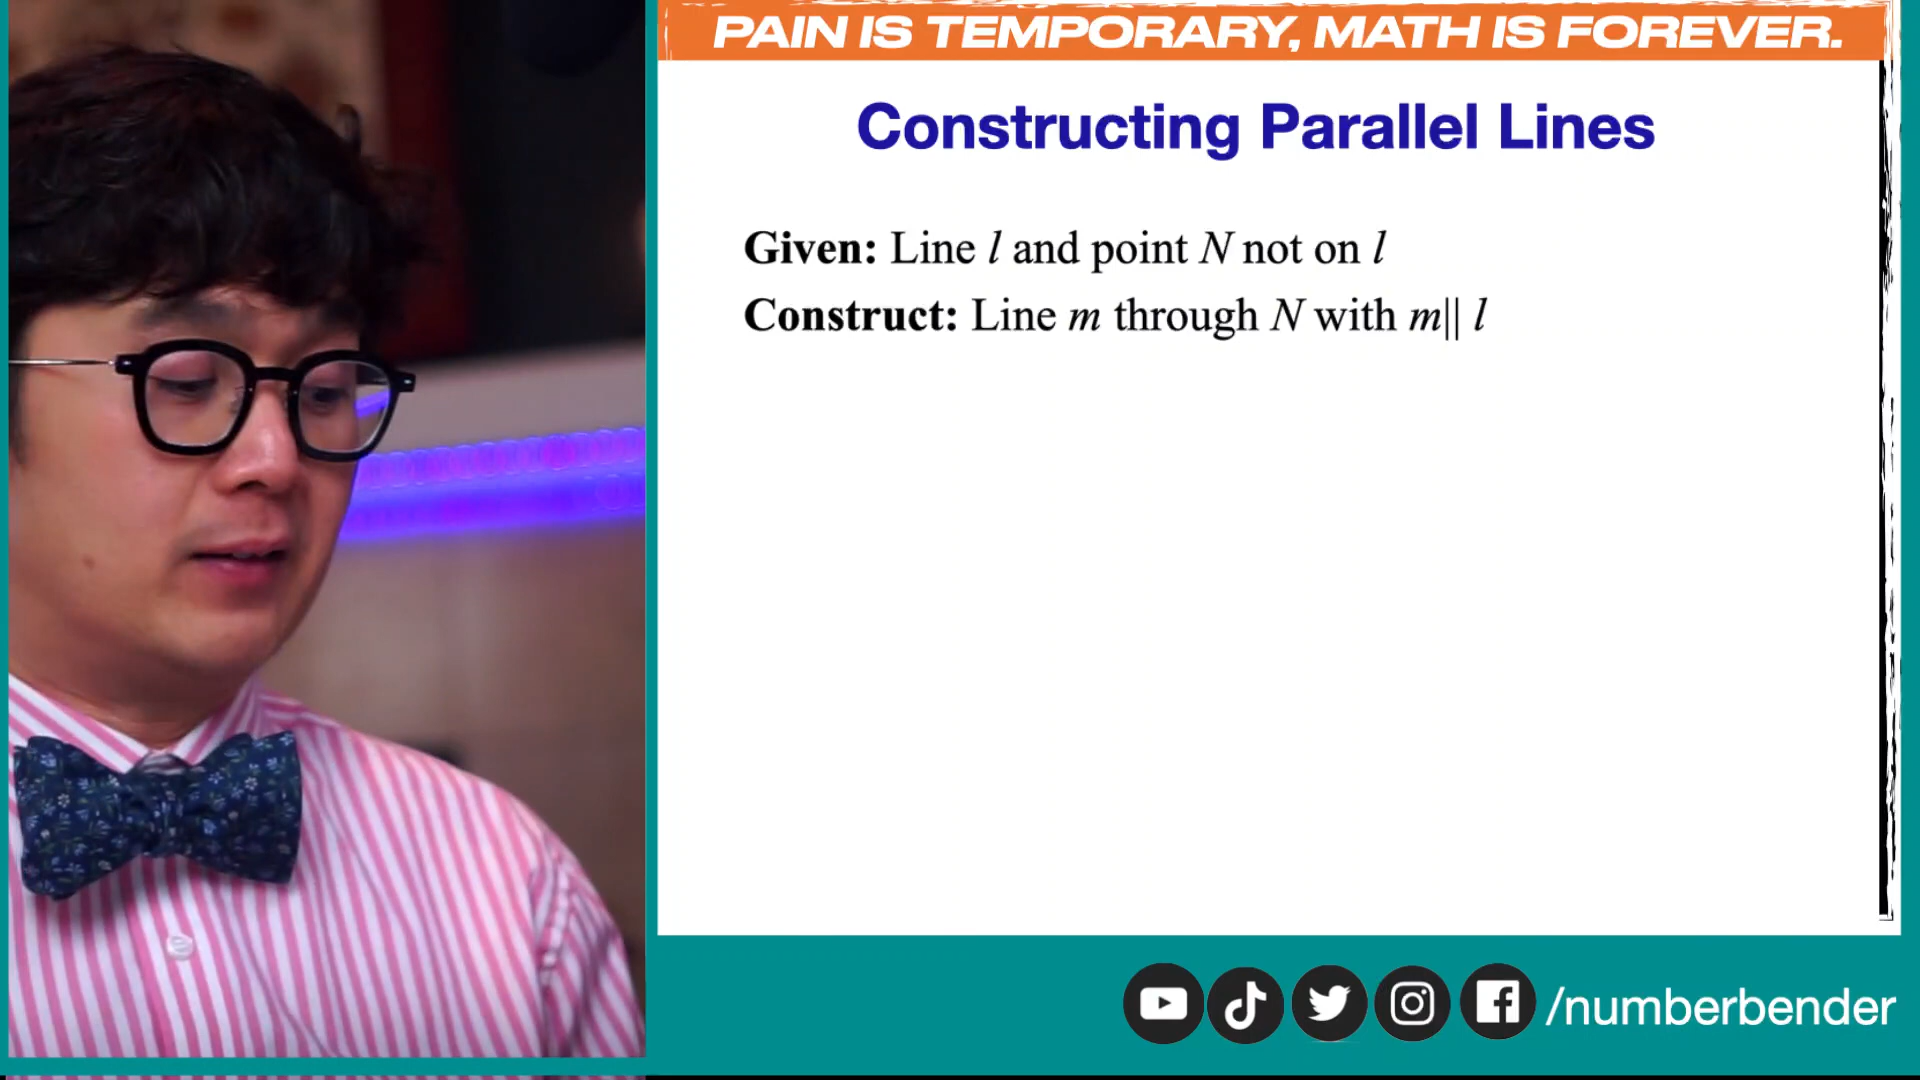 PAIN IS TEMPORARY, MATH IS FOREVER.
Constructing Parallel Lines
Given: Line l and point N not on l
Construct: Line m through N with m|| l
/numberbender